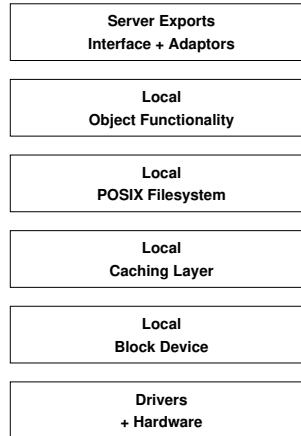 Server Exports
Interface + Adaptors
Local
Object Functionality
Local
POSIX Filesystem
Local
Caching Layer
Local
Block Device
Drivers
+ Hardware